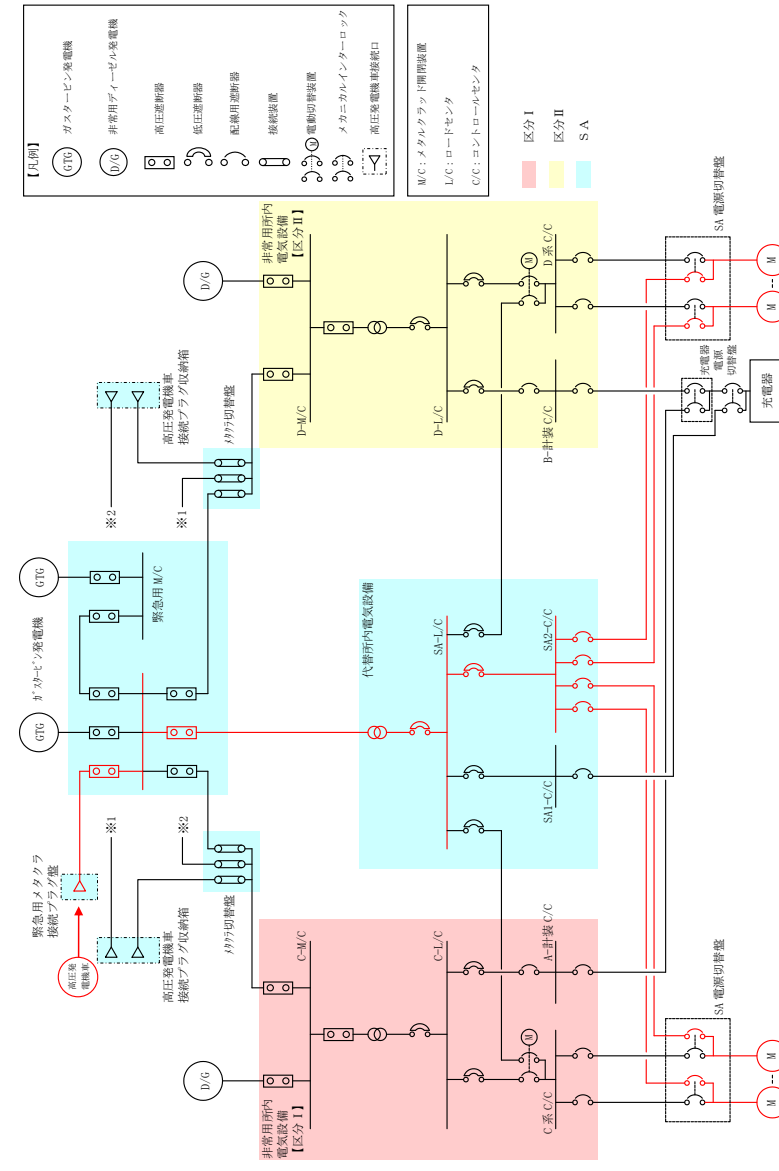 【凡例】
GTG
ガスタービン発電機
D/G
非常用ディーゼル発電機
高圧遮断器
低圧遮断器
配線用遮断器
接続装置
M
電動切替装置
メカニカルインターロック
高圧発電機車接続口
M/C：メタルクラッド開閉装置
L/C：ロードセンタ
C/C：コントロールセンタ
区分Ⅰ
区分Ⅱ
ＳＡ
緊急用メタクラ
接続プラグ盤
高圧発
電機車
高圧発電機車
接続プラグ収納箱
※1
※2
ｶﾞｽﾀｰﾋﾞﾝ発電機
GTG
GTG
緊急用 M/C
※2
※1
高圧発電機車
接続プラグ収納箱
ﾒﾀｸﾗ切替盤
ﾒﾀｸﾗ切替盤
D/G
D/G
非常用所内
電気設備
【区分Ⅰ】
C-M/C
C-L/C
C 系 C/C
A-計装 C/C
M
代替所内電気設備
SA-L/C
SA1-C/C
SA2-C/C
非常用所内
電気設備
【区分Ⅱ】
D-M/C
D-L/C
B-計装 C/C
D 系 C/C
M
SA 電源切替盤
M
M
充電器
電源
切替盤
充電器
SA 電源切替盤
M
M